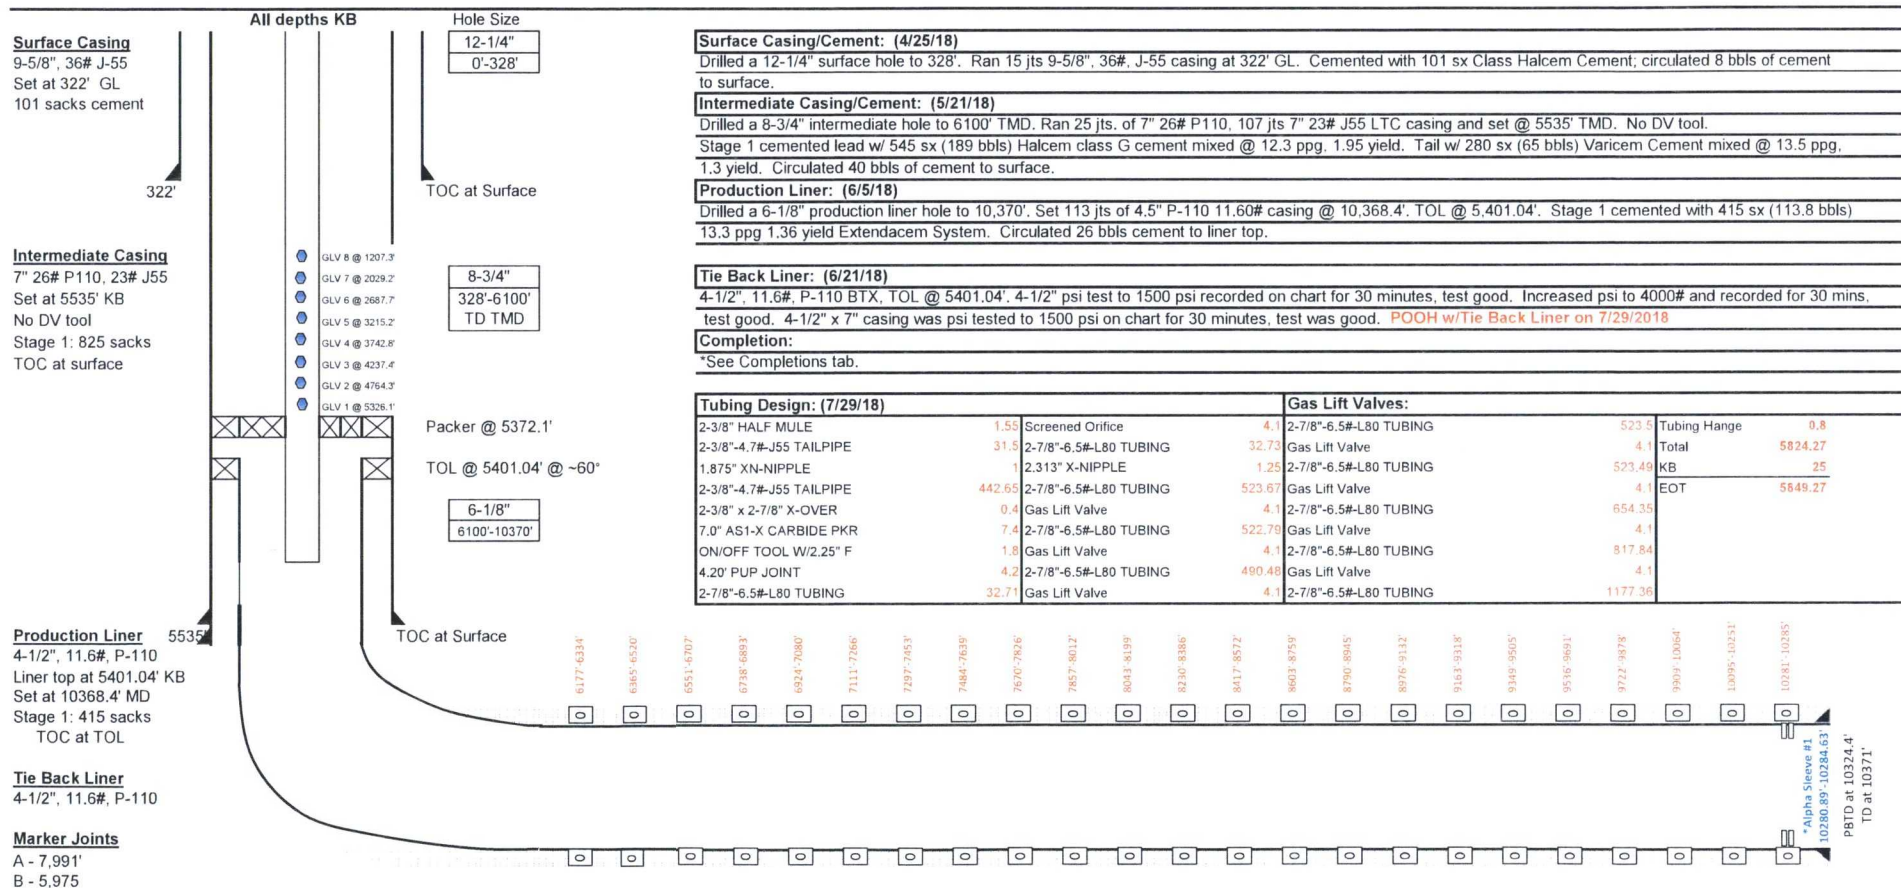 All depths KB
Hole Size
12-1/4"
0'-328'
Surface Casing
9-5/8", 36# J-55
Set at 322' GL
101 sacks cement
322'
TOC at Surface
Intermediate Casing
7" 26# P110, 23# J55
Set at 5535' KB
No DV tool
Stage 1: 825 sacks
TOC at surface
GLV 8 @ 1207.3'
GLV 7 @ 2029.2'
GLV 6 @ 2687.7'
GLV 5 @ 3215.2'
GLV 4 @ 3742.8'
GLV 3 @ 4237.4'
GLV 2 @ 4764.3'
GLV 1 @ 5326.1'
8-3/4"
328'-6100'
TD TMD
Packer @ 5372.1'
TOL @ 5401.04' @ ~60°
6-1/8"
6100'-10370'
Surface Casing/Cement: (4/25/18)
Drilled a 12-1/4" surface hole to 328'. Ran 15 jts 9-5/8", 36#, J-55 casing at 322' GL. Cemented with 101 sx Class Halcem Cement; circulated 8 bbls of cement
to surface.
Intermediate Casing/Cement: (5/21/18)
Drilled a 8-3/4" intermediate hole to 6100' TMD. Ran 25 jts. of 7" 26# P110, 107 jts 7" 23# J55 LTC casing and set @ 5535' TMD. No DV tool.
Stage 1 cemented lead w/ 545 sx (189 bbls) Halcem class G cement mixed @ 12.3 ppg, 1.95 yield. Tail w/ 280 sx (65 bbls) Varicem Cement mixed @ 13.5 ppg,
1.3 yield. Circulated 40 bbls of cement to surface.
Production Liner: (6/5/18)
Drilled a 6-1/8" production liner hole to 10,370'. Set 113 jts of 4.5" P-110 11.60# casing @ 10,368.4'. TOL @ 5,401.04'. Stage 1 cemented with 415 sx (113.8 bbls)
13.3 ppg 1.36 yield Extendacem System. Circulated 26 bbls cement to liner top.
Tie Back Liner: (6/21/18)
4-1/2", 11.6#, P-110 BTX, TOL @ 5401.04'. 4-1/2" psi test to 1500 psi recorded on chart for 30 minutes, test good. Increased psi to 4000# and recorded for 30 mins,
test good. 4-1/2" x 7" casing was psi tested to 1500 psi on chart for 30 minutes, test was good. POOH w/Tie Back Liner on 7/29/2018
Completion:
*See Completions tab.
Tubing Design: (7/29/18) Gas Lift Valves:
2-3/8" HALF MULE 1.55 Screened Orifice 4.1 2-7/8"-6.5#-L80 TUBING 523.5 Tubing Hange 0.8
2-3/8"-4.7#-J55 TAILPIPE 31.5 2-7/8"-6.5#-L80 TUBING 32.73 Gas Lift Valve 4.1 Total 5824.27
1.875" XN-NIPPLE 1 2.313" X-NIPPLE 1.25 2-7/8"-6.5#-L80 TUBING 523.49 KB 25
2-3/8"-4.7#-J55 TAILPIPE 442.65 2-7/8"-6.5#-L80 TUBING 523.67 Gas Lift Valve 4.1 EOT 5849.27
2-3/8" x 2-7/8" X-OVER 0.4 Gas Lift Valve 4.1 2-7/8"-6.5#-L80 TUBING 654.35
7.0" AS1-X CARBIDE PKR 7.4 2-7/8"-6.5#-L80 TUBING 522.79 Gas Lift Valve 4.1
ON/OFF TOOL W/2.25" F 1.8 Gas Lift Valve 4.1 2-7/8"-6.5#-L80 TUBING 817.84
4.20' PUP JOINT 4.2 2-7/8"-6.5#-L80 TUBING 490.48 Gas Lift Valve 4.1
2-7/8"-6.5#-L80 TUBING 32.71 Gas Lift Valve 4.1 2-7/8"-6.5#-L80 TUBING 1177.36
Production Liner
5535'
TOC at Surface
4-1/2", 11.6#, P-110
Liner top at 5401.04' KB
Set at 10368.4' MD
Stage 1: 415 sacks
TOC at TOL
Tie Back Liner
4-1/2", 11.6#, P-110
Marker Joints
A - 7,991'
B - 5,975
6177'-6334'
6365'-6520'
6551'-6707'
6738'-6893'
6924'-7080'
7111'-7266'
7297'-7453'
7484'-7639'
7670'-7826'
7857'-8012'
8043'-8199'
8230'-8386'
8417'-8572'
8603'-8759'
8790'-8945'
8976'-9132'
9163'-9318'
9349'-9505'
9536'-9691'
9722'-9878'
9909'-10064'
10095'-10251'
10281'-10285'
*Alpha Sleeve #1
10280.89'-10284.63'
PBTD at 10324.4'
TD at 10371'